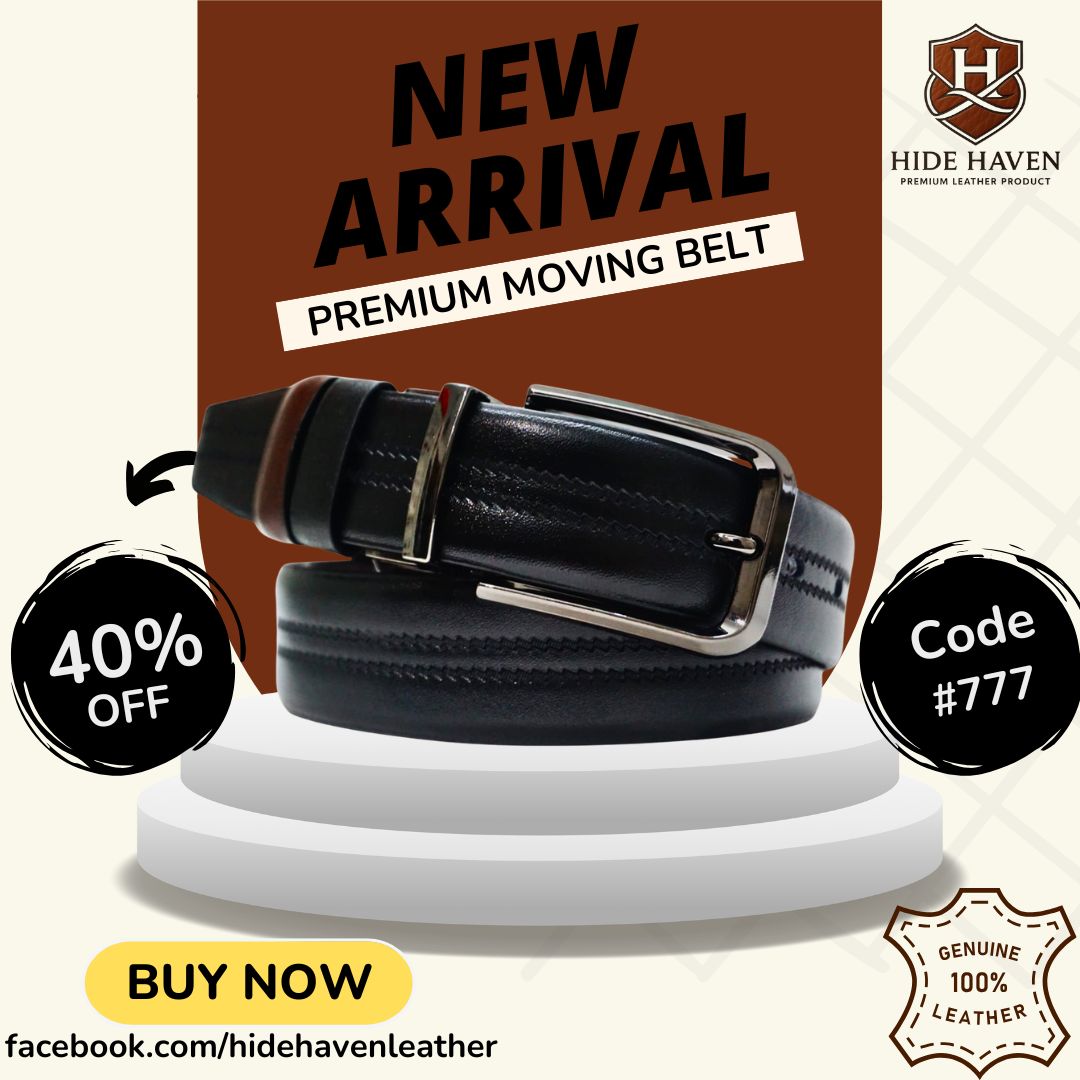 NEW
ARRIVAL
PREMIUM MOVING BELT
H
HIDE HAVEN
PREMIUM LEATHER PRODUCT
40%
OFF
Code
#777
BUY NOW
facebook.com/hidehavenleather
GENUINE
100%
LEATHER